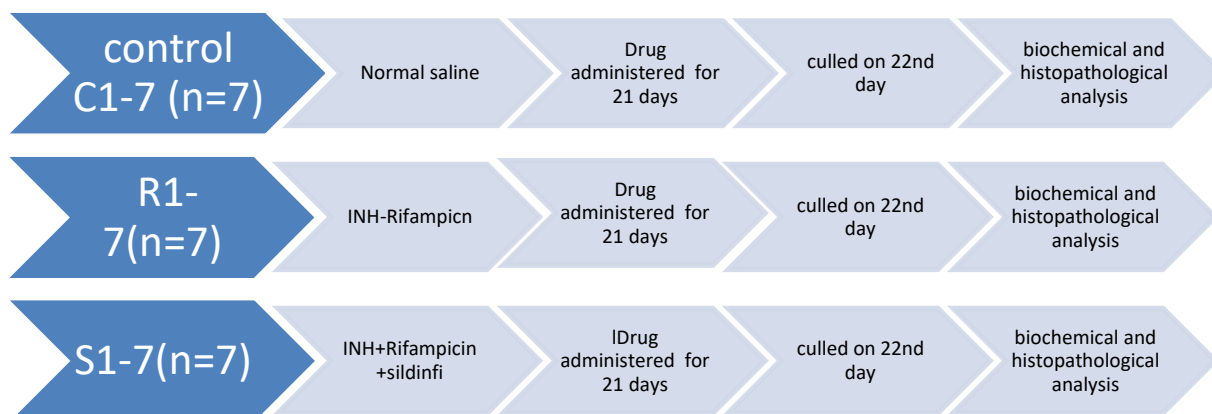 control
C1-7 (n=7)
Normal saline
Drug
administered for
21 days
culled on 22nd
day
biochemical and
histopathological
analysis
R1-
7(n=7)
INH-Rifampicn
Drug
administered for
21 days
culled on 22nd
day
biochemical and
histopathological
analysis
S1-7(n=7)
INH+Rifampicin
+sildinfi
lDrug
administered for
21 days
culled on 22nd
day
biochemical and
histopathological
analysis